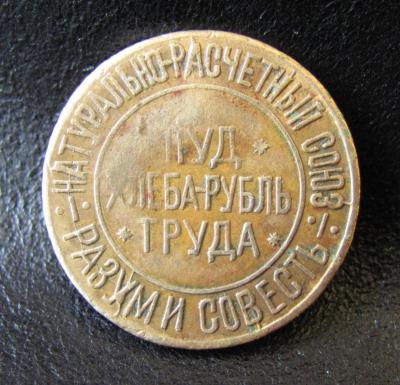 НАТУРАЛЬНО-РАСЧЕТНЫЙ СОЮЗ
ПУД
ХЛЕБА-РУБЛЬ
ТРУДА
РАЗУМ И СОВЕСТЬ